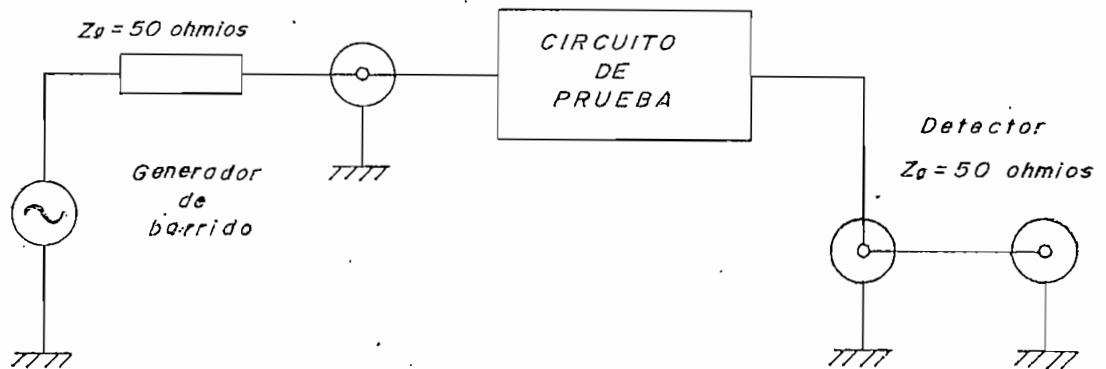 Zg = 50 ohmios
CIRCUITO
DE
PRUEBA
Generador
de
barrido
Detector
Zg = 50 ohmios